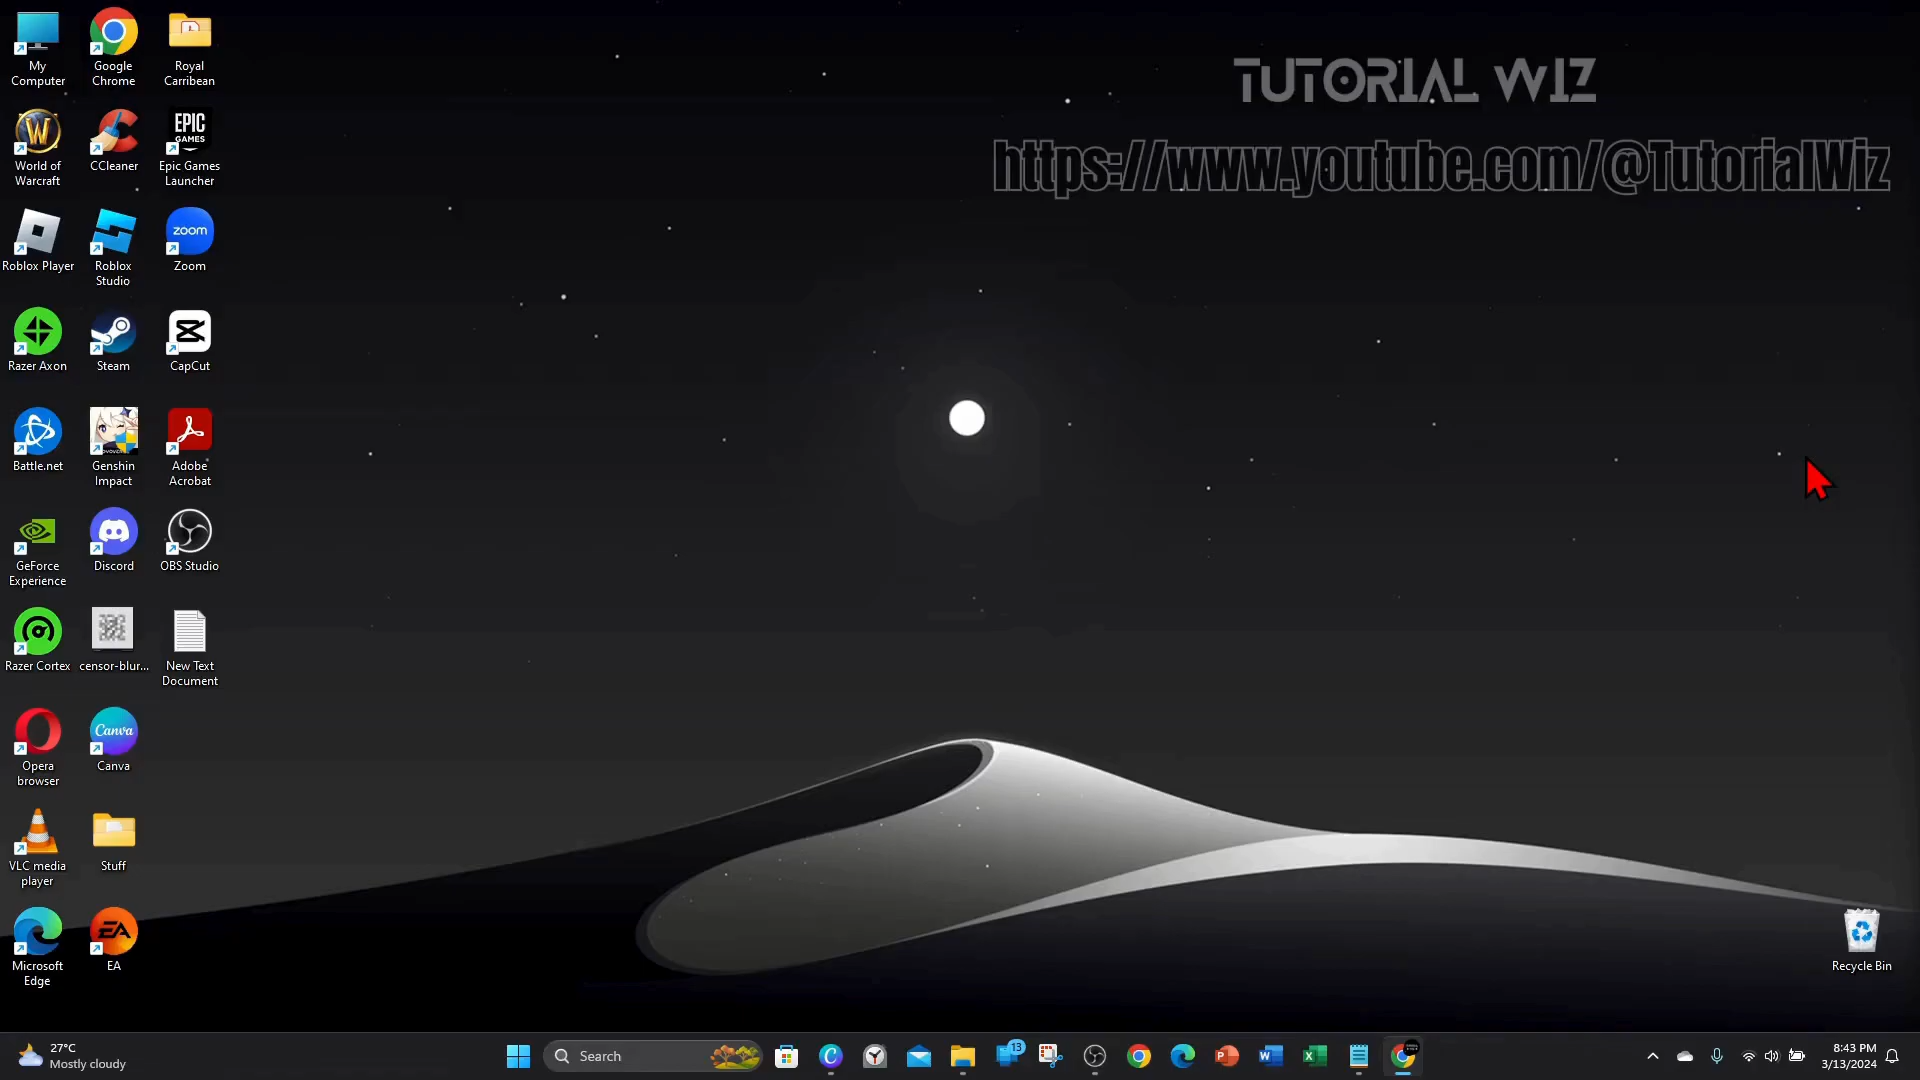 My
Computer
Google
Chrome
Royal
Carribean
TUTORIAL WIZ
https://www.youtube.com/@TutorialWiz
World of
Warcraft
CCleaner
EPIC
GAMES
Epic Games
Launcher
Roblox Player
Roblox
Studio
zoom
Zoom
Razer Axon
Steam
CapCut
Battle.net
Genshin
Impact
Adobe
Acrobat
GeForce
Experience
Discord
OBS Studio
Razer Cortex
censor-blur...
New Text
Document
Opera
browser
Canva
Canva
VLC media
player
Stuff
Microsoft
Edge
EA
EA
Recycle Bin
27°C
Mostly cloudy
Search
13
8:43 PM
3/13/2024